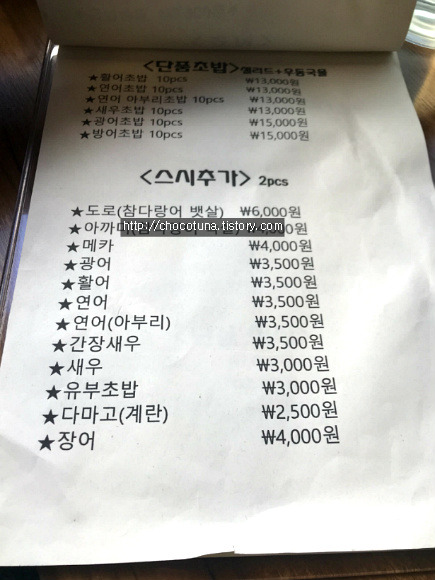 <단품초밥>샐러드+우동국물
★활어초밥 10pcs ₩13,000원
★연어초밥 10pcs ₩13,000원
★연어 아부리초밥 10pcs ₩13,000원
★새우초밥 10pcs ₩13,000원
★광어초밥 10pcs ₩15,000원
★방어초밥 10pcs ₩15,000원
<스시추가> 2pcs
★도로(참다랑어 뱃살) ₩6,000원
★아까
http://chocotuna.tistory.com
★메카 ₩4,000원
★광어 ₩3,500원
★활어 ₩3,500원
★연어 ₩3,500원
★연어(아부리) ₩3,500원
★간장새우 ₩3,500원
★새우 ₩3,000원
★유부초밥 ₩3,000원
★다마고(계란) ₩2,500원
★장어 ₩4,000원